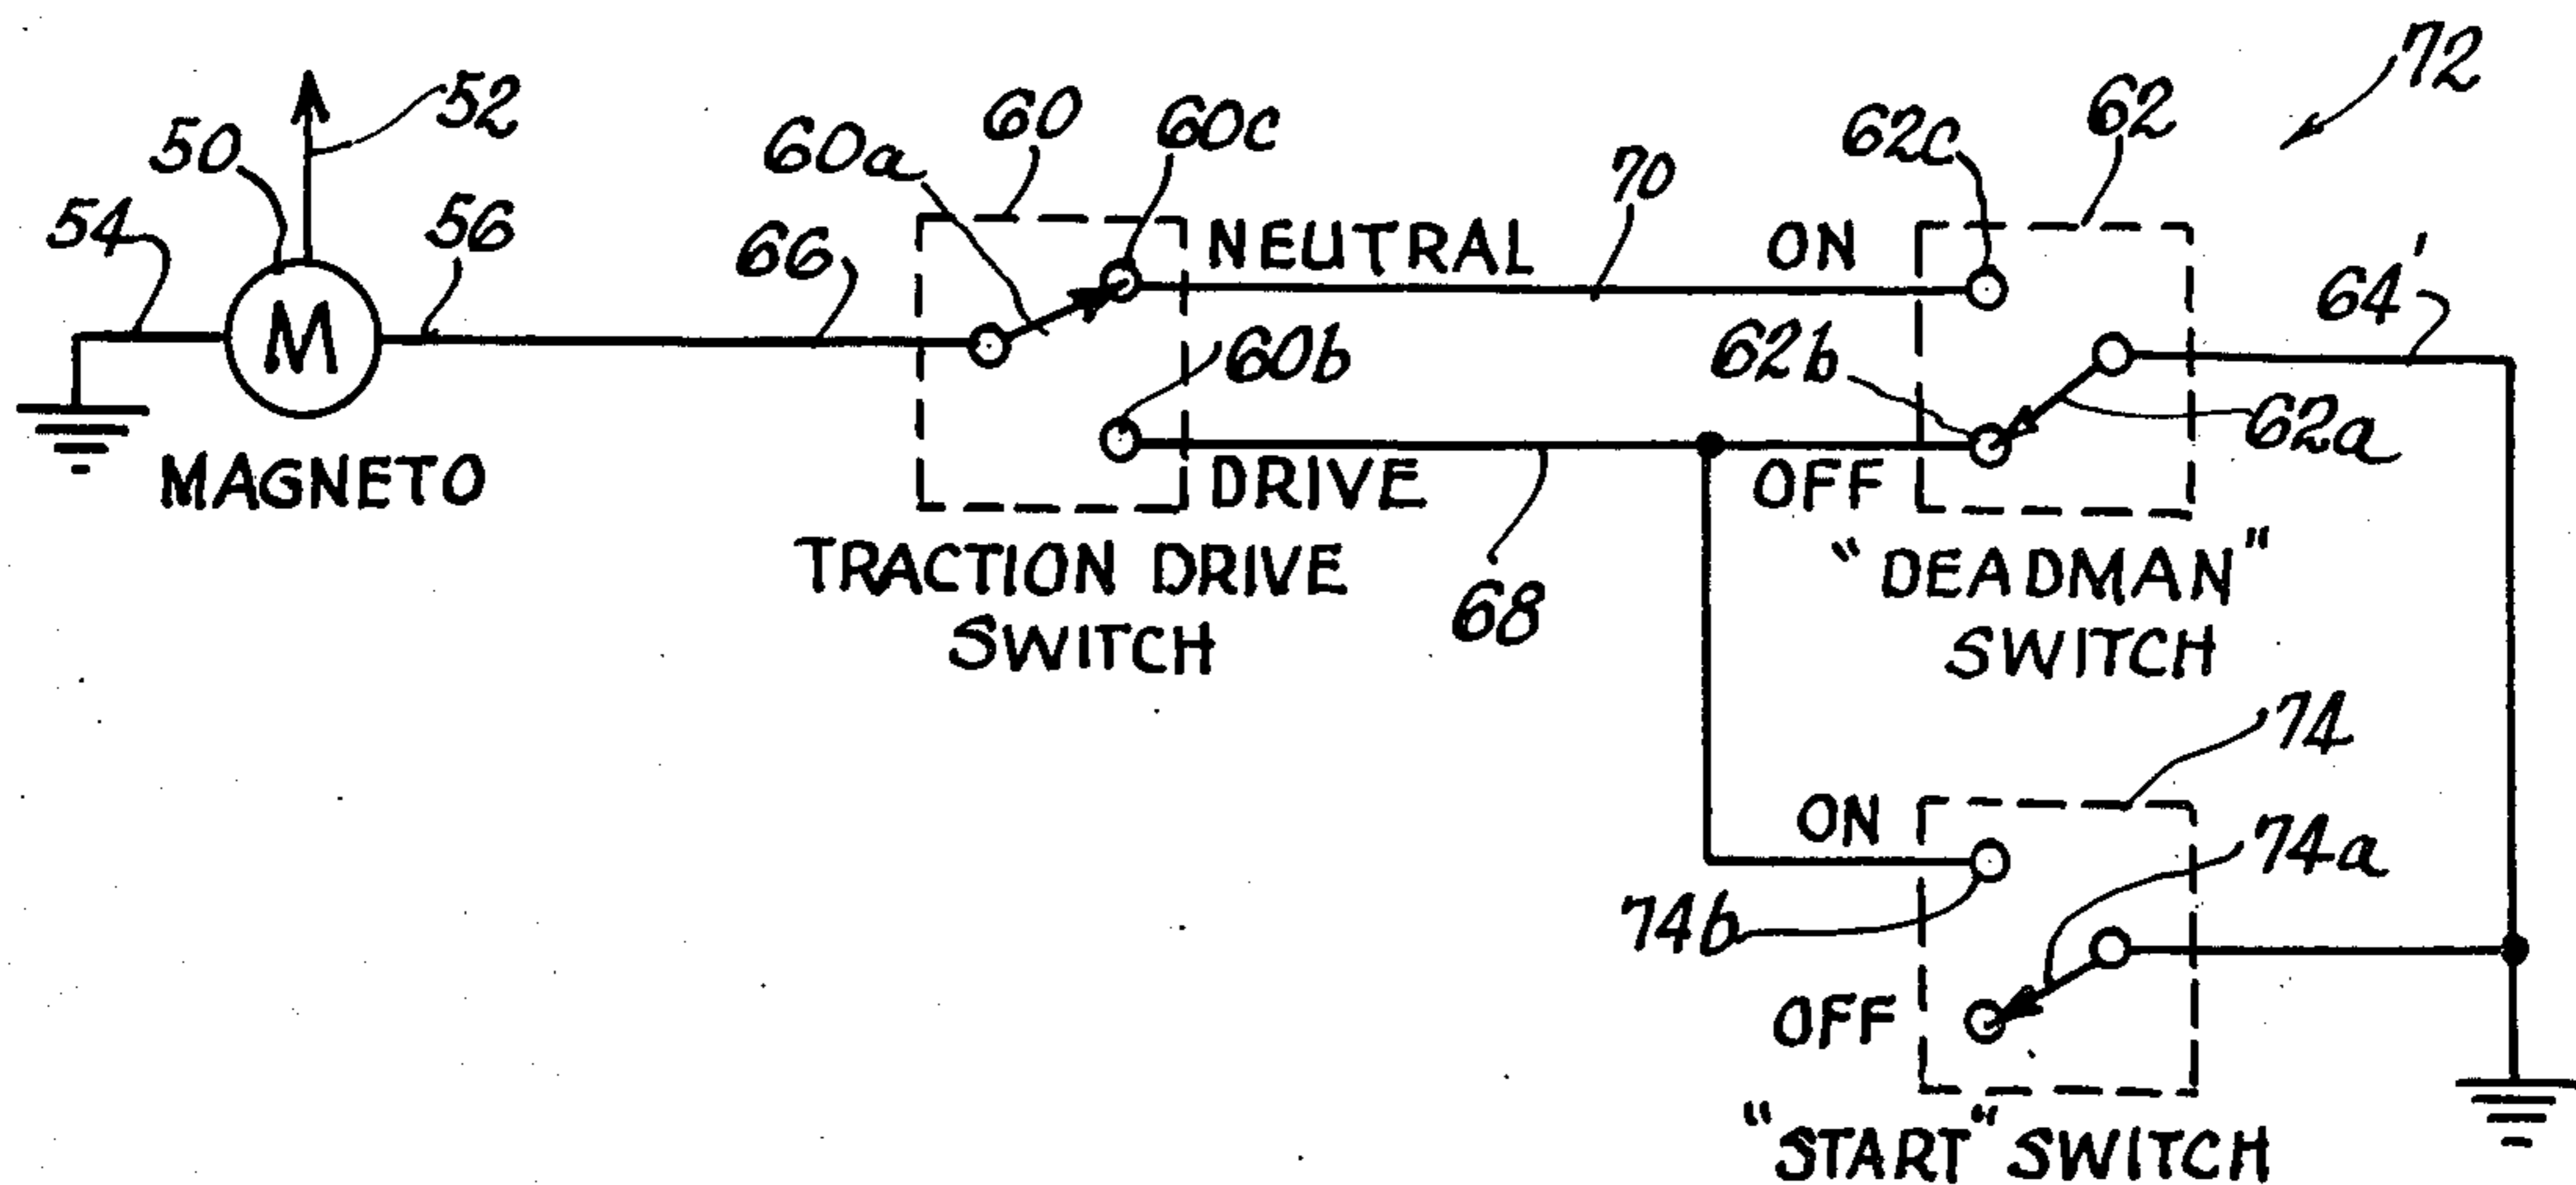 72
52
60
60c
62
62c
50
60a
70
54
56
66
NEUTRAL
ON
64'
M
60b
62b
62a
MAGNETO
DRIVE
OFF
TRACTION DRIVE
SWITCH
68
"DEADMAN"
SWITCH
74
ON
74a
74b
OFF
"START" SWITCH